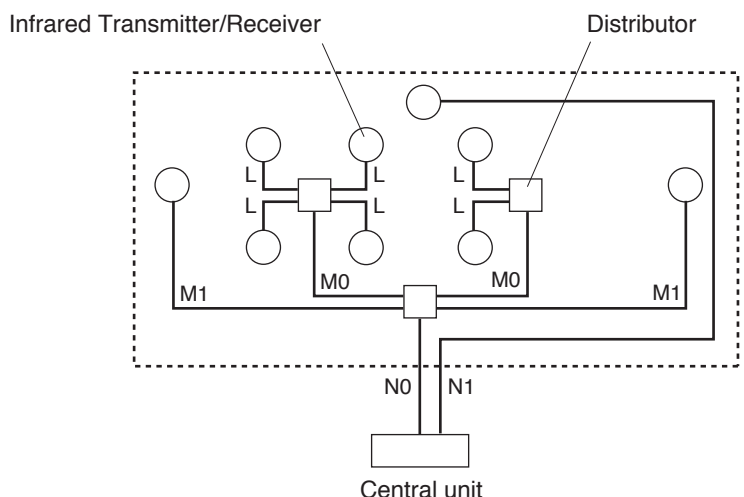 Infrared Transmitter/Receiver
Distributor
L
L
L
L
L
L
M0
M0
M1
M1
N0
N1
Central unit